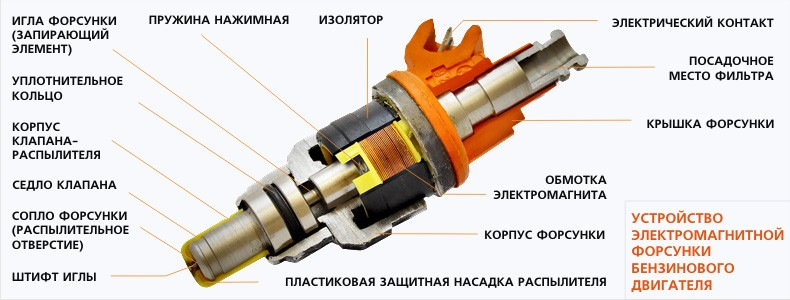 ИГЛА ФОРСУНКИ
(ЗАПИРАЮЩИЙ
ЭЛЕМЕНТ)
УПЛОТНИТЕЛЬНОЕ
КОЛЬЦО
КОРПУС
КЛАПАНА-
РАСПЫЛИТЕЛЯ
СЕДЛО КЛАПАНА
СОПЛО ФОРСУНКИ
(РАСПЫЛИТЕЛЬНОЕ
ОТВЕРСТИЕ)
ШТИФТ ИГЛЫ
ПРУЖИНА НАЖИМНАЯ
ИЗОЛЯТОР
ЭЛЕКТРИЧЕСКИЙ КОНТАКТ
ПОСАДОЧНОЕ
МЕСТО ФИЛЬТРА
КРЫШКА ФОРСУНКИ
ОБМОТКА
ЭЛЕКТРОМАГНИТА
КОРПУС ФОРСУНКИ
ПЛАСТИКОВАЯ ЗАЩИТНАЯ НАСАДКА РАСПЫЛИТЕЛЯ
УСТРОЙСТВО
ЭЛЕКТРОМАГНИТНОЙ
ФОРСУНКИ
БЕНЗИНОВОГО
ДВИГАТЕЛЯ